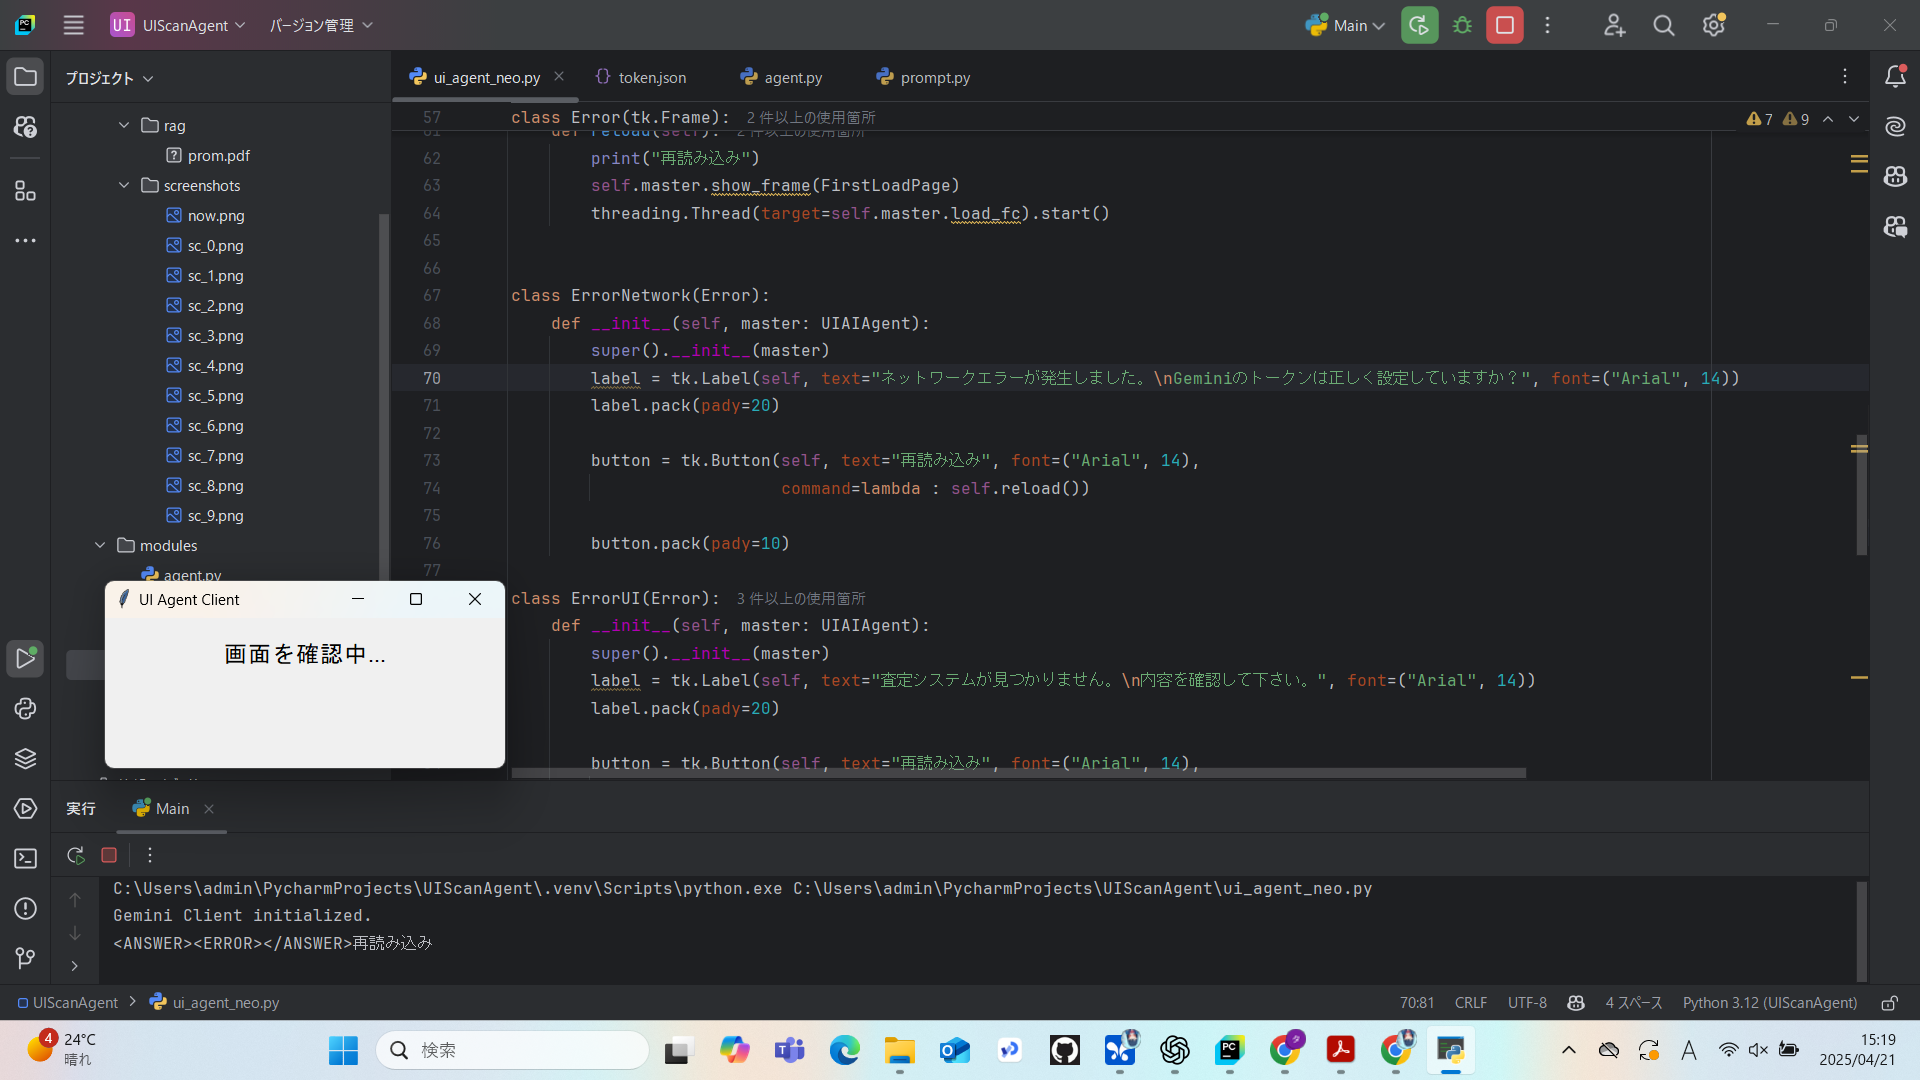 UI UIScanAgent バージョン管理 Main
プロジェクト
ui_agent_neo.py token.json agent.py prompt.py
rag
prom.pdf
screenshots
now.png
sc_0.png
sc_1.png
sc_2.png
sc_3.png
sc_4.png
sc_5.png
sc_6.png
sc_7.png
sc_8.png
sc_9.png
modules
agent.py
57 class Error(tk.Frame): 2 件以上の使用箇所
7 9
61 def reload(self): 2 件以上の使用箇所
62 print("再読み込み")
63 self.master.show_frame(FirstLoadPage)
64 threading.Thread(target=self.master.load_fc).start()
65
66
67 class ErrorNetwork(Error):
68 def __init__(self, master: UIAIAgent):
69 super().__init__(master)
70 label = tk.Label(self, text="ネットワークエラーが発生しました。\nGeminiのトークンは正しく設定していますか？", font=("Arial", 14))
71 label.pack(pady=20)
72
73 button = tk.Button(self, text="再読み込み", font=("Arial", 14),
74 command=lambda : self.reload())
75
76 button.pack(pady=10)
77
class ErrorUI(Error): 3 件以上の使用箇所
def __init__(self, master: UIAIAgent):
super().__init__(master)
label = tk.Label(self, text="査定システムが見つかりません。\n内容を確認して下さい。", font=("Arial", 14))
label.pack(pady=20)
button = tk.Button(self, text="再読み込み", font=("Arial", 14),
UI Agent Client
画面を確認中...
実行 Main
C:\Users\admin\PycharmProjects\UIScanAgent\.venv\Scripts\python.exe C:\Users\admin\PycharmProjects\UIScanAgent\ui_agent_neo.py
Gemini Client initialized.
<ANSWER><ERROR></ANSWER>再読み込み
UIScanAgent ui_agent_neo.py 70:81 CRLF UTF-8 4 スペース Python 3.12 (UIScanAgent)
4 24°C
晴れ
検索
A
15:19
2025/04/21